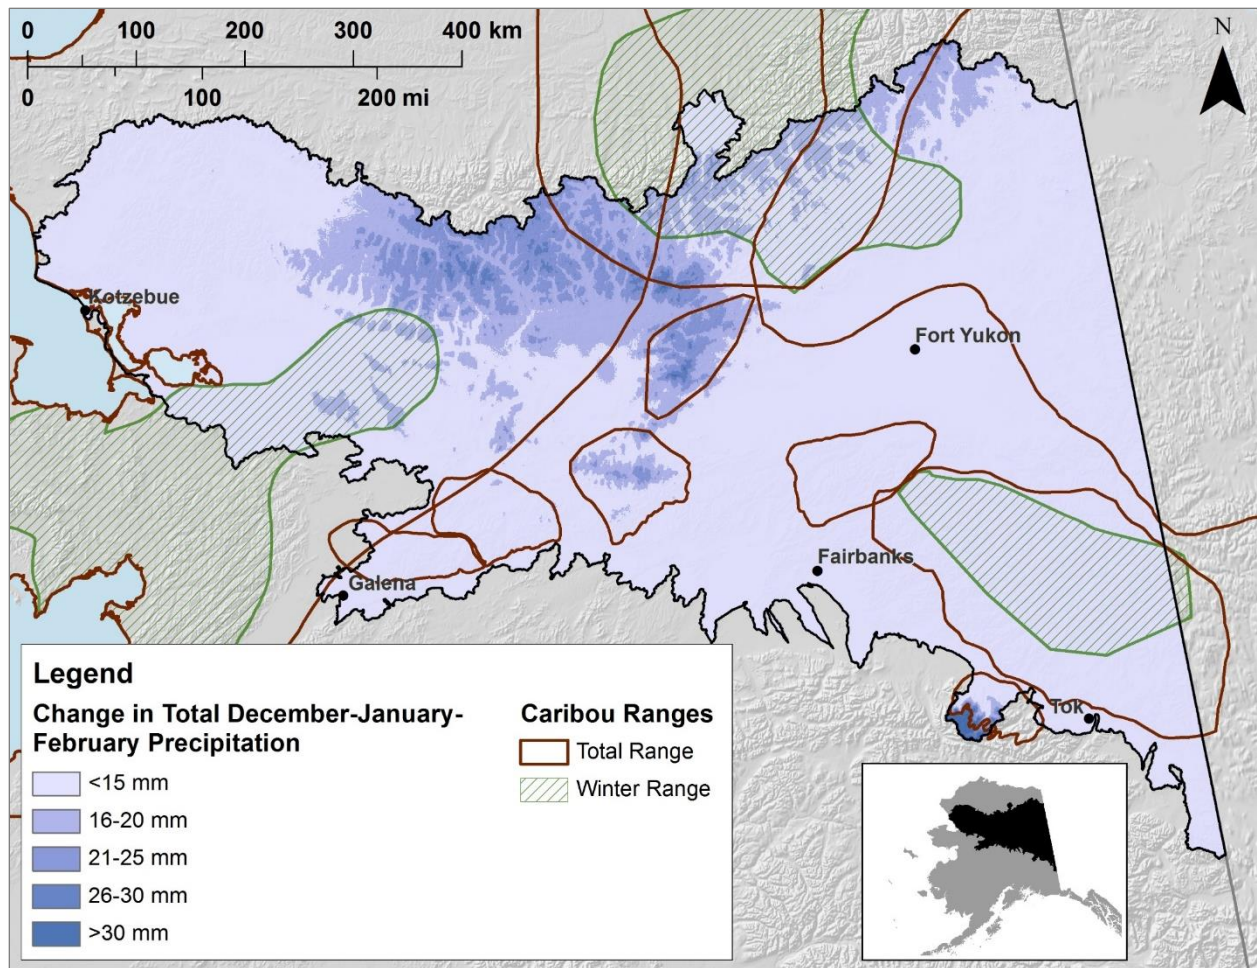 0 100 200 400 km
0 100 200 mi
N
Kotzebue
Fort Yukon
Fairbanks
Galena
Tok
Legend
Change in Total December-January-
February Precipitation
<15 mm
16-20 mm
21-25 mm
26-30 mm
>30 mm
Caribou Ranges
Total Range
Winter Range